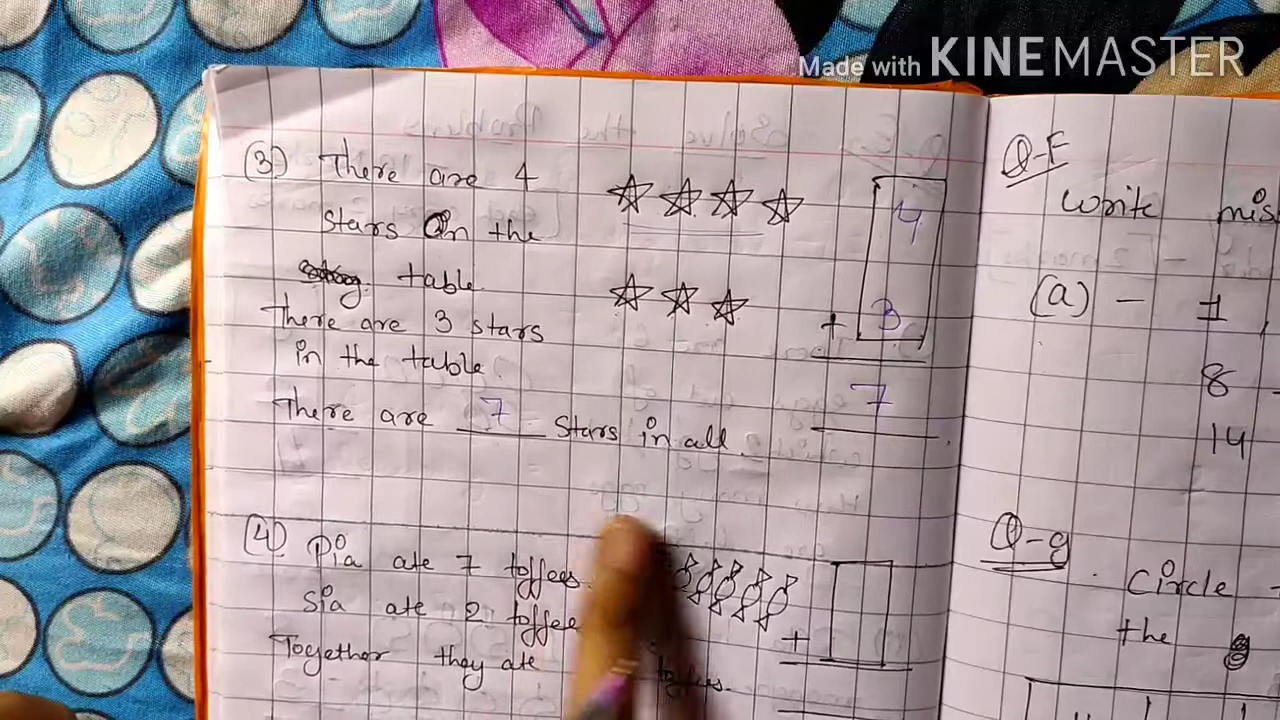 Made with KINEMASTER
(3) There are 4
stars On the
table.
There are 3 stars
in the table.
There are 7 Stars in all.
4
+ 3
7
(4) Pia ate 7 toffees.
Sia ate 2 toffee
Together they ate toffees.
+
Q-F
Write mis
(a) - 1,
8 -
14
Q-g
Circle
the